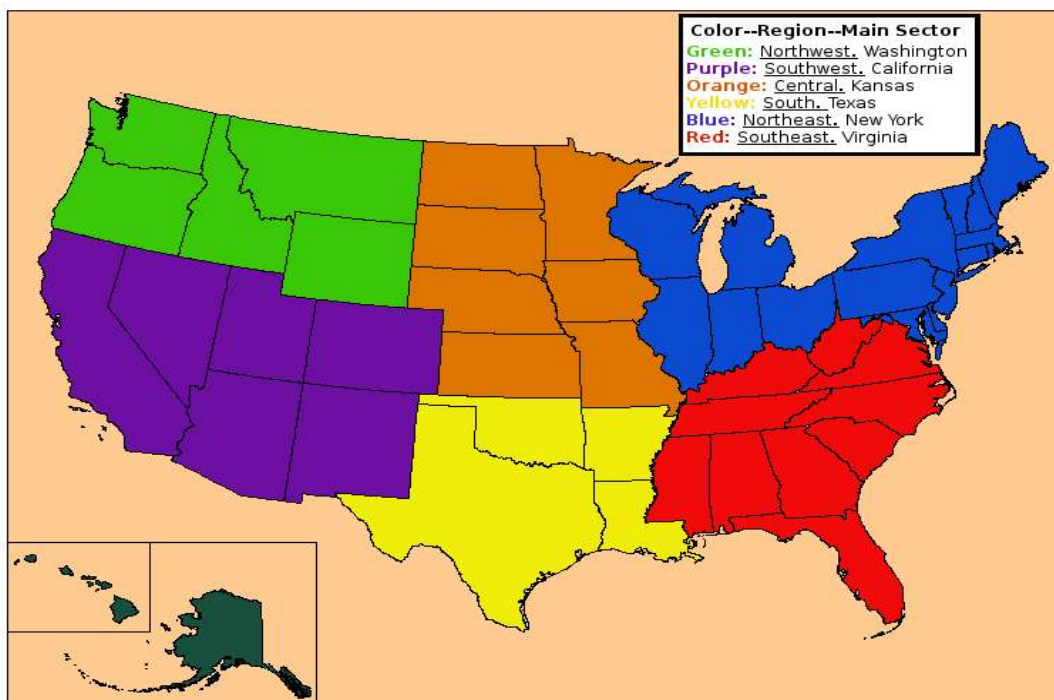 Color--Region--Main Sector
Green: Northwest. Washington
Purple: Southwest. California
Orange: Central. Kansas
Yellow: South. Texas
Blue: Northeast. New York
Red: Southeast. Virginia